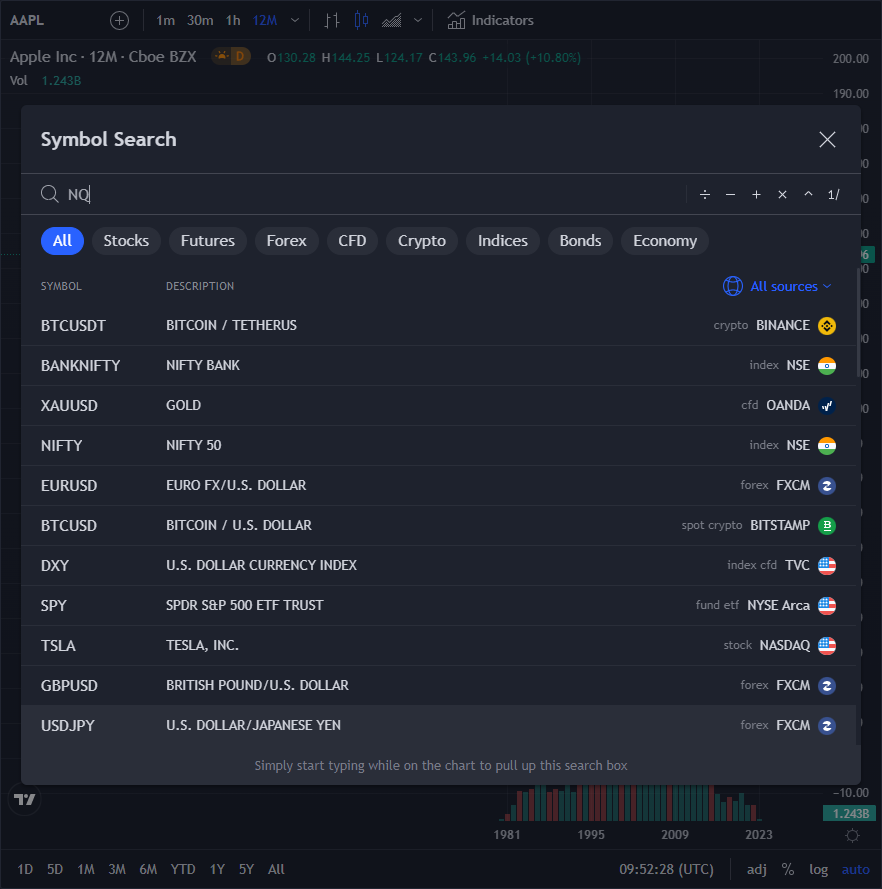 AAPL 1m 30m 1h 12M Indicators
Apple Inc · 12M · Cboe BZX D O130.28 H144.25 L124.17 C143.96 +14.03 (+10.80%) 200.00
Vol 1.243B
190.00
Symbol Search
NQ ÷ − + × ^ 1/
All Stocks Futures Forex CFD Crypto Indices Bonds Economy
SYMBOL DESCRIPTION All sources
BTCUSDT BITCOIN / TETHERUS crypto BINANCE
BANKNIFTY NIFTY BANK index NSE
XAUUSD GOLD cfd OANDA
NIFTY NIFTY 50 index NSE
EURUSD EURO FX/U.S. DOLLAR forex FXCM
BTCUSD BITCOIN / U.S. DOLLAR spot crypto BITSTAMP
DXY U.S. DOLLAR CURRENCY INDEX index cfd TVC
SPY SPDR S&P 500 ETF TRUST fund etf NYSE Arca
TSLA TESLA, INC. stock NASDAQ
GBPUSD BRITISH POUND/U.S. DOLLAR forex FXCM
USDJPY U.S. DOLLAR/JAPANESE YEN forex FXCM
Simply start typing while on the chart to pull up this search box
−10.00
1.243B
1981 1995 2009 2023
1D 5D 1M 3M 6M YTD 1Y 5Y All 09:52:28 (UTC) adj % log auto